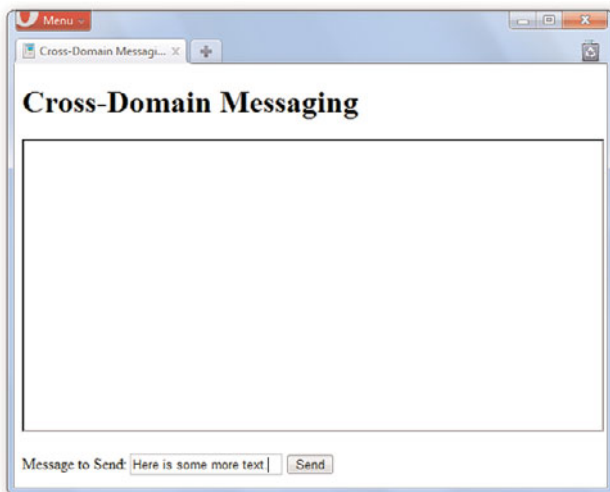 Menu
Cross-Domain Messagi...
Cross-Domain Messaging
Message to Send: Here is some more text Send